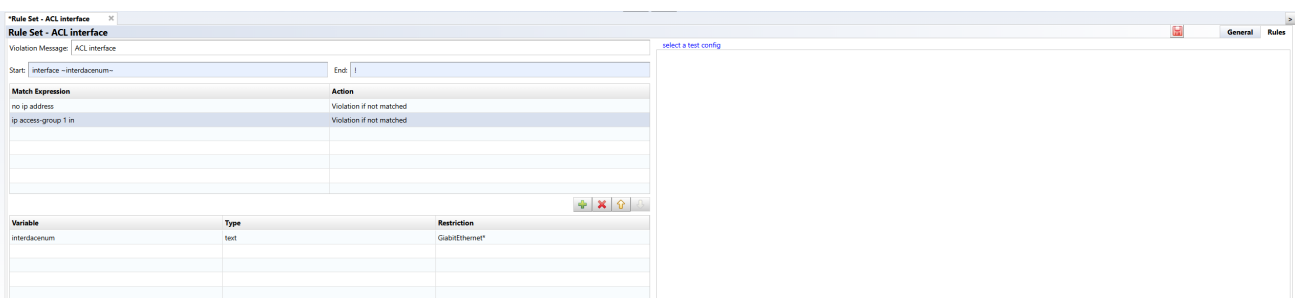 *Rule Set - ACL interface
>
Rule Set - ACL interface
General Rules
Violation Message: ACL interface
select a test config
Start: interface ~interdacenum~ End: !
Match Expression Action
no ip address Violation if not matched
ip access-group 1 in Violation if not matched
Variable Type Restriction
interdacenum text GiabitEthernet*